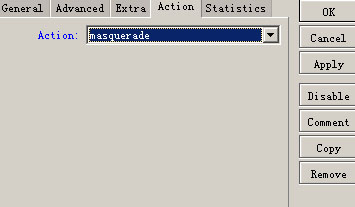 General Advanced Extra Action Statistics
Action: masquerade
OK
Cancel
Apply
Disable
Comment
Copy
Remove